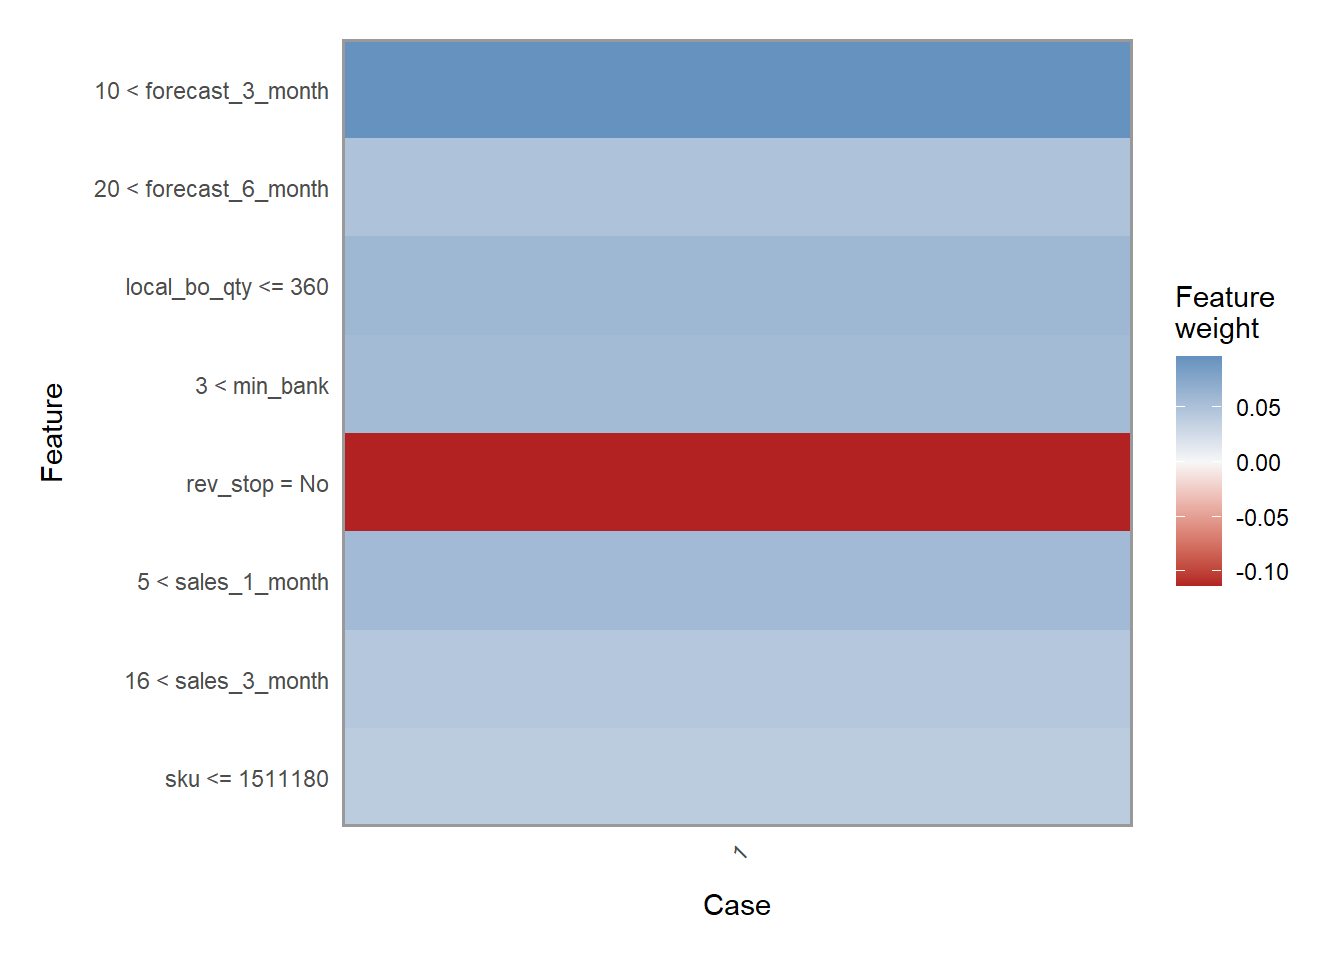 10 < forecast_3_month
20 < forecast_6_month
local_bo_qty <= 360
3 < min_bank
rev_stop = No
5 < sales_1_month
16 < sales_3_month
sku <= 1511180
Feature
1
Case
Feature
weight
0.05
0.00
-0.05
-0.10